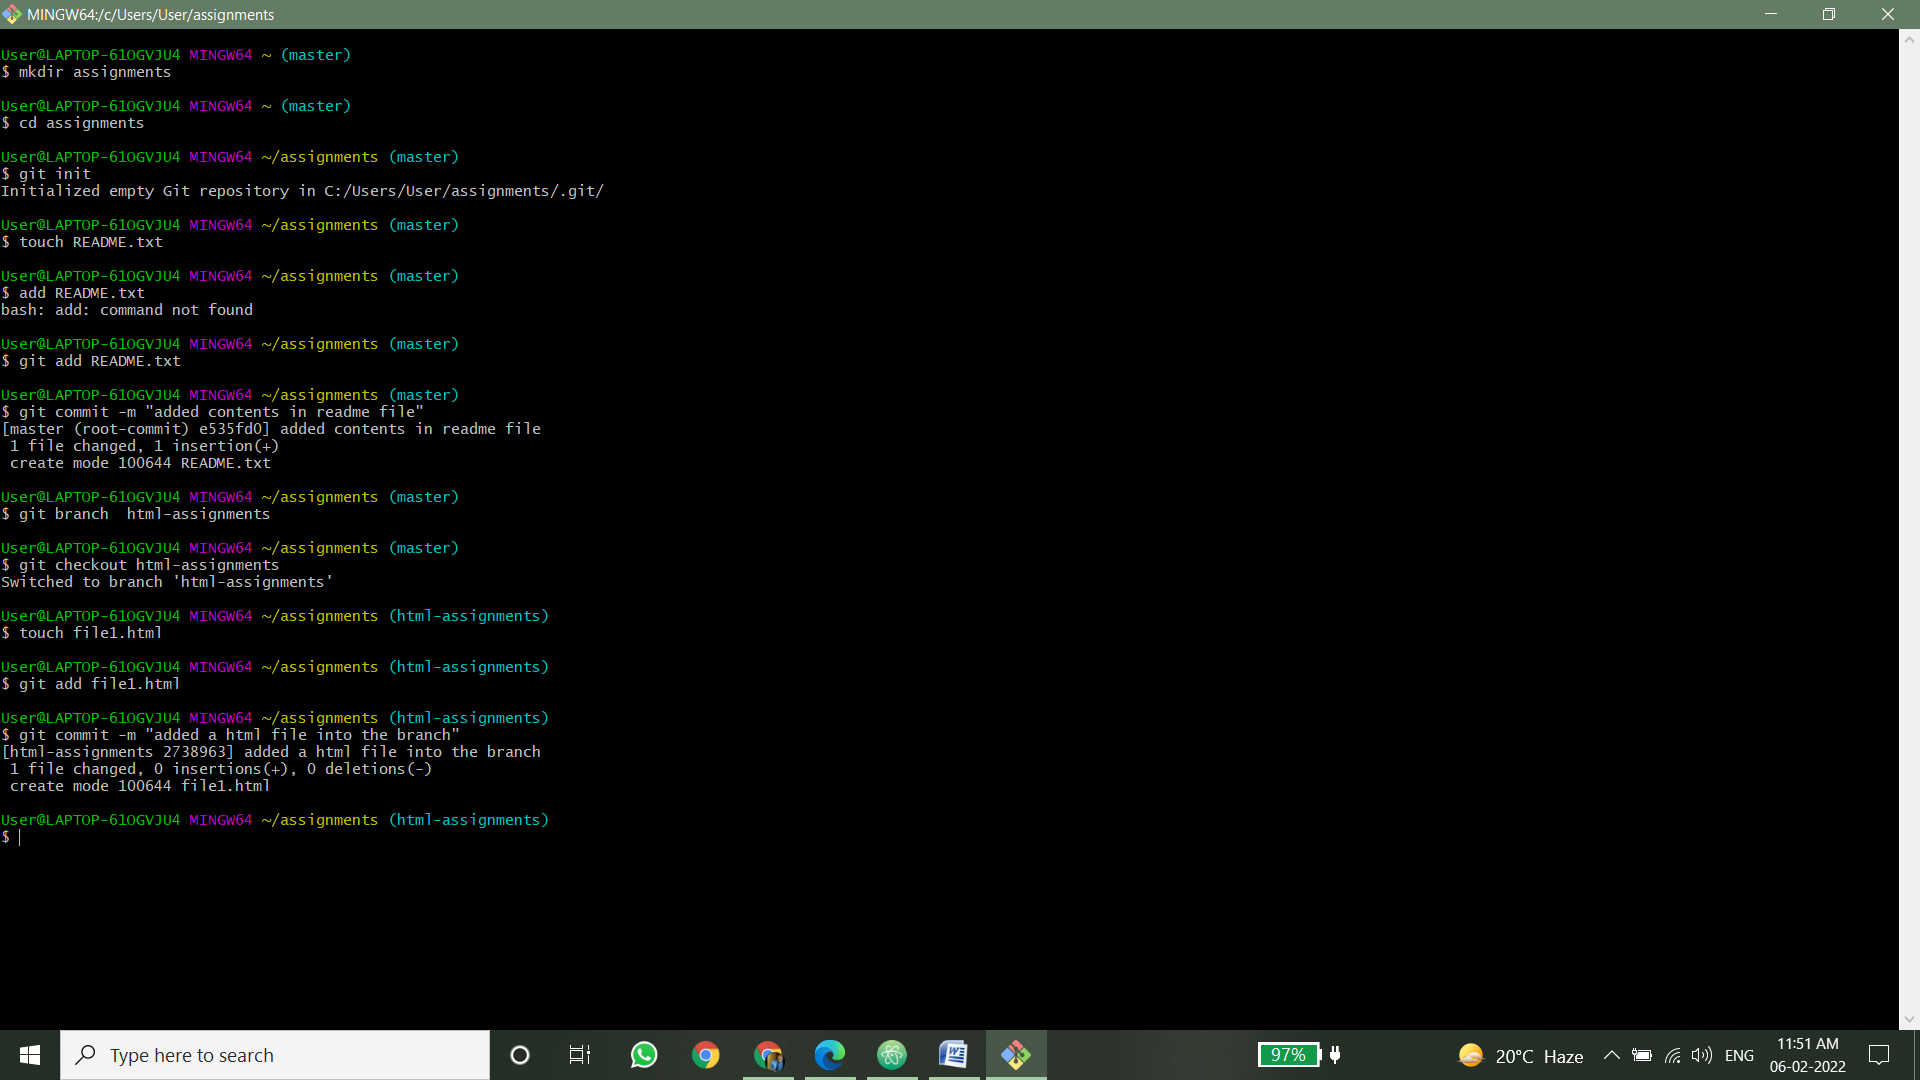 MINGW64:/c/Users/User/assignments
User@LAPTOP-61OGVJU4 MINGW64 ~ (master)
$ mkdir assignments
User@LAPTOP-61OGVJU4 MINGW64 ~ (master)
$ cd assignments
User@LAPTOP-61OGVJU4 MINGW64 ~/assignments (master)
$ git init
Initialized empty Git repository in C:/Users/User/assignments/.git/
User@LAPTOP-61OGVJU4 MINGW64 ~/assignments (master)
$ touch README.txt
User@LAPTOP-61OGVJU4 MINGW64 ~/assignments (master)
$ add README.txt
bash: add: command not found
User@LAPTOP-61OGVJU4 MINGW64 ~/assignments (master)
$ git add README.txt
User@LAPTOP-61OGVJU4 MINGW64 ~/assignments (master)
$ git commit -m "added contents in readme file"
[master (root-commit) e535fd0] added contents in readme file
 1 file changed, 1 insertion(+)
 create mode 100644 README.txt
User@LAPTOP-61OGVJU4 MINGW64 ~/assignments (master)
$ git branch  html-assignments
User@LAPTOP-61OGVJU4 MINGW64 ~/assignments (master)
$ git checkout html-assignments
Switched to branch 'html-assignments'
User@LAPTOP-61OGVJU4 MINGW64 ~/assignments (html-assignments)
$ touch file1.html
User@LAPTOP-61OGVJU4 MINGW64 ~/assignments (html-assignments)
$ git add file1.html
User@LAPTOP-61OGVJU4 MINGW64 ~/assignments (html-assignments)
$ git commit -m "added a html file into the branch"
[html-assignments 2738963] added a html file into the branch
 1 file changed, 0 insertions(+), 0 deletions(-)
 create mode 100644 file1.html
User@LAPTOP-61OGVJU4 MINGW64 ~/assignments (html-assignments)
$
Type here to search
97%
20°C Haze
ENG
11:51 AM
06-02-2022